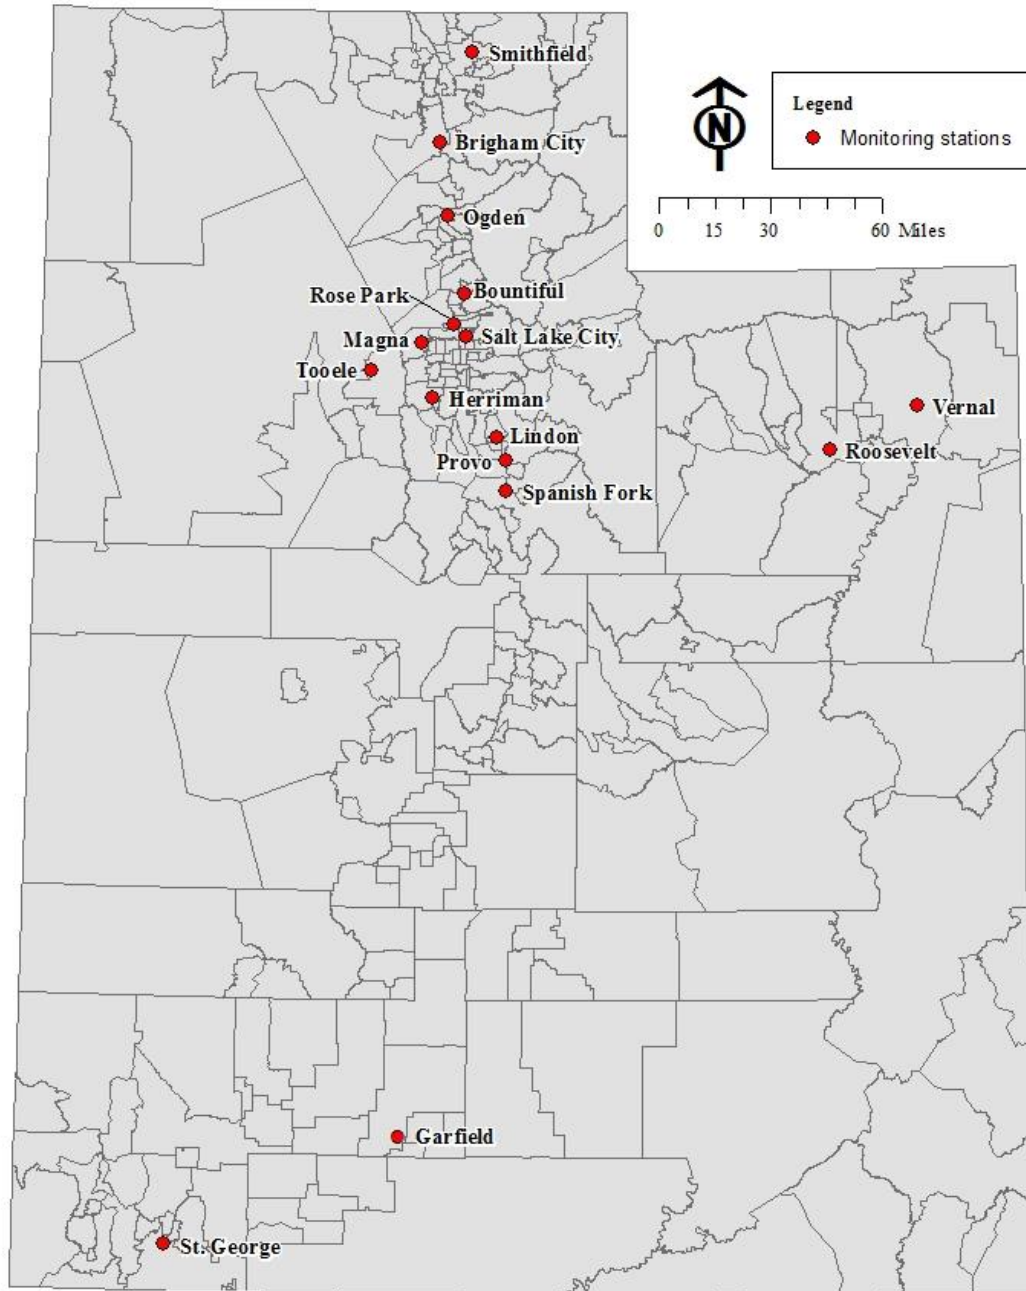 Smithfield
Legend
N
Monitoring stations
Brigham City
0 15 30 60 Miles
Ogden
Bountiful
Rose Park
Salt Lake City
Magna
Tooele
Herriman
Vernal
Lindon
Roosevelt
Provo
Spanish Fork
Garfield
St. George